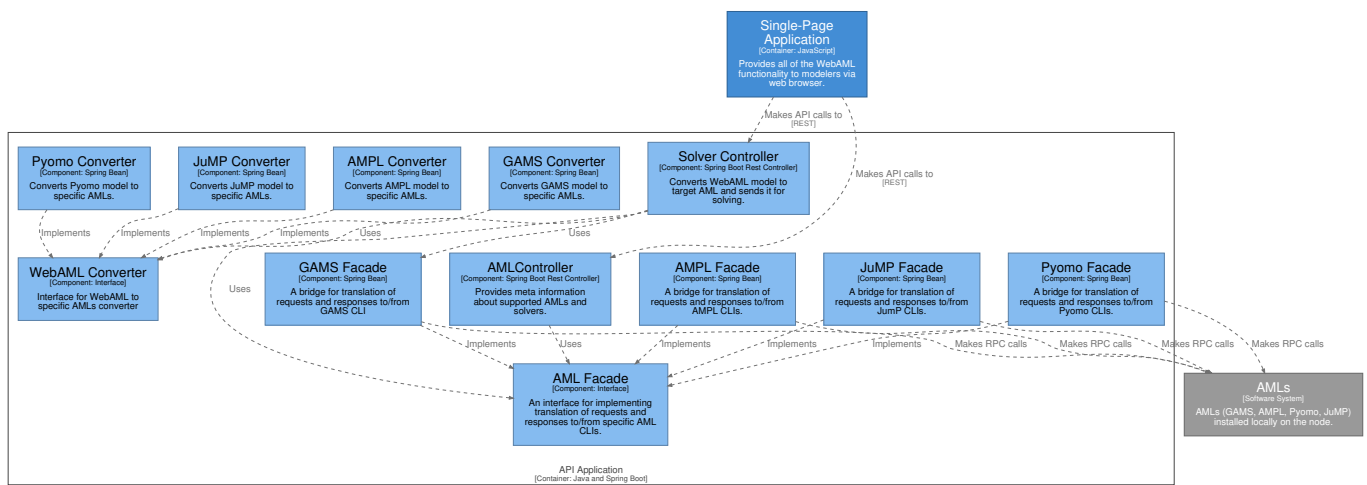 Single-Page
Application
[Container: JavaScript]
Provides all of the WebAML
functionality to modelers via
web browser.
Makes API calls to
[REST]
Makes API calls to
[REST]
Pyomo Converter
[Component: Spring Bean]
Converts Pyomo model to
specific AMLs.
JuMP Converter
[Component: Spring Bean]
Converts JuMP model to
specific AMLs.
AMPL Converter
[Component: Spring Bean]
Converts AMPL model to
specific AMLs.
GAMS Converter
[Component: Spring Bean]
Converts GAMS model to
specific AMLs.
Solver Controller
[Component: Spring Boot Rest Controller]
Converts WebAML model to
target AML and sends it for
solving.
Implements
Implements
Implements
Implements
Uses
Uses
WebAML Converter
[Component: Interface]
Interface for WebAML to
specific AMLs converter
Uses
GAMS Facade
[Component: Spring Bean]
A bridge for translation of
requests and responses to/from
GAMS CLI
AMLController
[Component: Spring Boot Rest Controller]
Provides meta information
about supported AMLs and
solvers.
AMPL Facade
[Component: Spring Bean]
A bridge for translation of
requests and responses to/from
AMPL CLIs.
JuMP Facade
[Component: Spring Bean]
A bridge for translation of
requests and responses to/from
JumP CLIs.
Pyomo Facade
[Component: Spring Bean]
A bridge for translation of
requests and responses to/from
Pyomo CLIs.
Implements
Uses
Implements
Implements
Implements
Makes RPC calls
Makes RPC calls
Makes RPC calls
Makes RPC calls
AML Facade
[Component: Interface]
An interface for implementing
translation of requests and
responses to/from specific AML
CLIs.
AMLs
[Software System]
AMLs (GAMS, AMPL, Pyomo, JuMP)
installed locally on the node.
API Application
[Container: Java and Spring Boot]